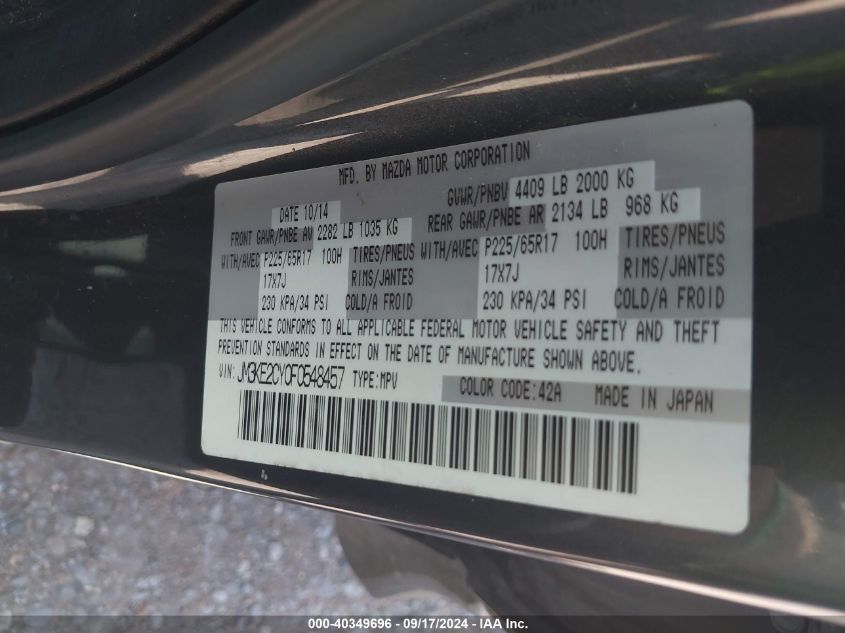 MFD. BY MAZDA MOTOR CORPORATION
DATE 10/14 GVWR/PNBV 4409 LB 2000 KG
FRONT GAWR/PNBE AV 2282 LB 1035 KG REAR GAWR/PNBE AR 2134 LB 968 KG
WITH/AVEC P225/65R17 100H TIRES/PNEUS WITH/AVEC P225/65R17 100H TIRES/PNEUS
17X7J RIMS/JANTES 17X7J RIMS/JANTES
230 KPA/34 PSI COLD/A FROID 230 KPA/34 PSI COLD/A FROID
THIS VEHICLE CONFORMS TO ALL APPLICABLE FEDERAL MOTOR VEHICLE SAFETY AND THEFT
PREVENTION STANDARDS IN EFFECT ON THE DATE OF MANUFACTURE SHOWN ABOVE.
VIN: JM3KE2CY0F0548457 TYPE:MPV COLOR CODE:42A MADE IN JAPAN
000-40349696 - 09/17/2024 - IAA Inc.